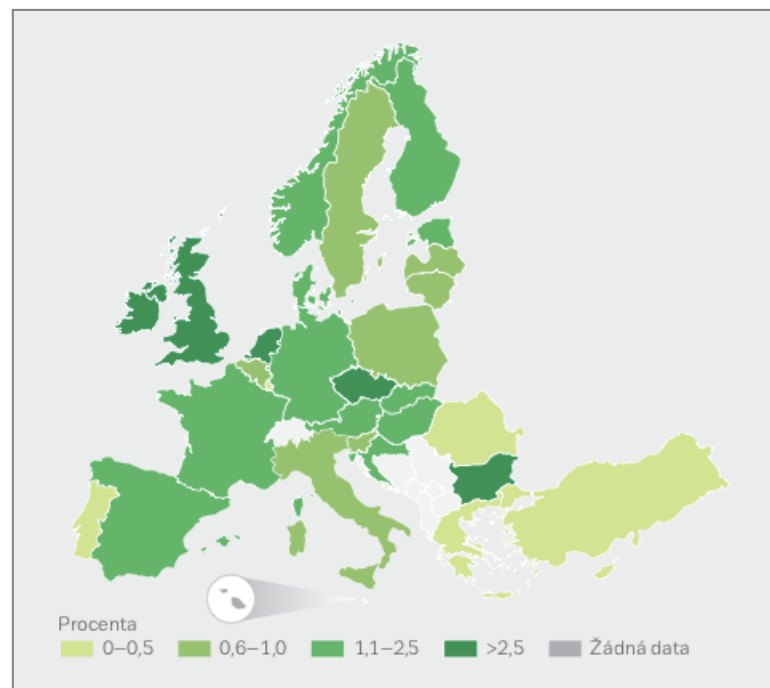 Procenta
0–0,5 0,6–1,0 1,1–2,5 >2,5 Žádná data